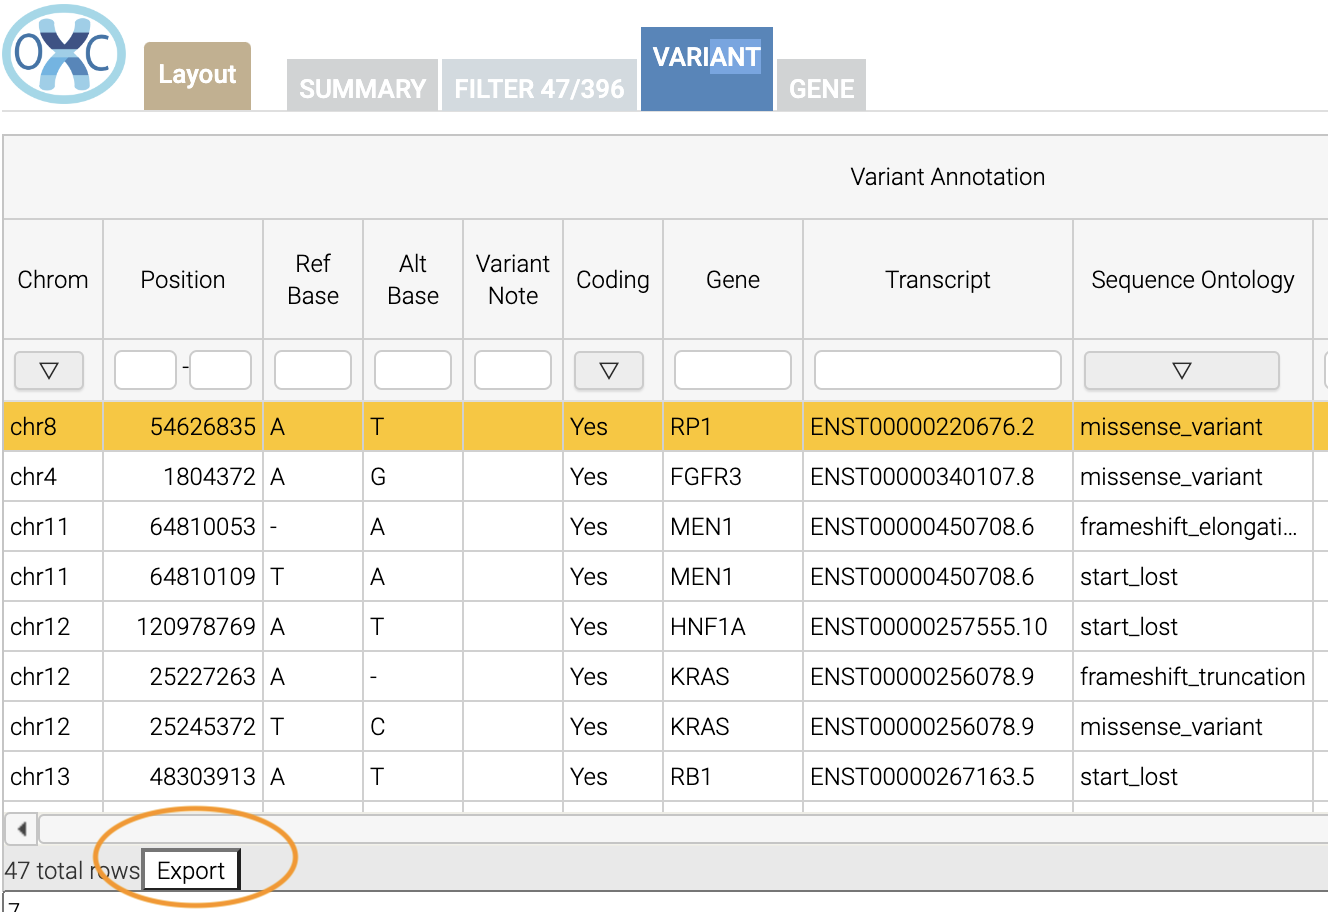 OXC
Layout
SUMMARY
FILTER 47/396
VARIANT
GENE
Variant Annotation
Chrom Position Ref Base Alt Base Variant Note Coding Gene Transcript Sequence Ontology
-
chr8 54626835 A T Yes RP1 ENST00000220676.2 missense_variant
chr4 1804372 A G Yes FGFR3 ENST00000340107.8 missense_variant
chr11 64810053 - A Yes MEN1 ENST00000450708.6 frameshift_elongati...
chr11 64810109 T A Yes MEN1 ENST00000450708.6 start_lost
chr12 120978769 A T Yes HNF1A ENST00000257555.10 start_lost
chr12 25227263 A - Yes KRAS ENST00000256078.9 frameshift_truncation
chr12 25245372 T C Yes KRAS ENST00000256078.9 missense_variant
chr13 48303913 A T Yes RB1 ENST00000267163.5 start_lost
47 total rows Export